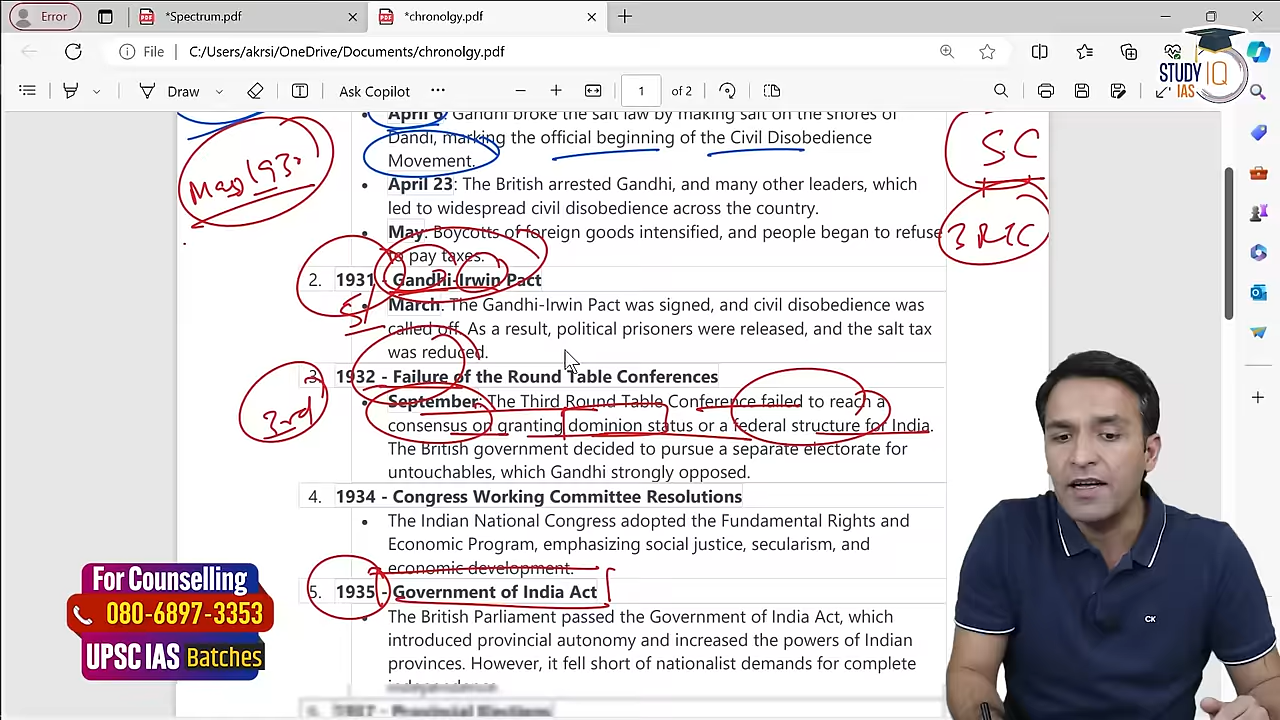 Error
*Spectrum.pdf
*chronolgy.pdf
File
C:/Users/akrsi/OneDrive/Documents/chronolgy.pdf
Draw
Ask Copilot
1
of 2
STUDY IQ
IAS
April 6: Gandhi broke the salt law by making salt on the shores of
Dandi, marking the official beginning of the Civil Disobedience
Movement.
May 1930
SC
3 RTC
• April 23: The British arrested Gandhi, and many other leaders, which
led to widespread civil disobedience across the country.
• May: Boycotts of foreign goods intensified, and people began to refuse
to pay taxes.
2. 1931 - Gandhi-Irwin Pact
• March: The Gandhi-Irwin Pact was signed, and civil disobedience was
called off. As a result, political prisoners were released, and the salt tax
was reduced.
3. 1932 - Failure of the Round Table Conferences
3rd
• September: The Third Round Table Conference failed to reach a
consensus on granting dominion status or a federal structure for India.
The British government decided to pursue a separate electorate for
untouchables, which Gandhi strongly opposed.
4. 1934 - Congress Working Committee Resolutions
• The Indian National Congress adopted the Fundamental Rights and
Economic Program, emphasizing social justice, secularism, and
economic development.
5. 1935 - Government of India Act
• The British Parliament passed the Government of India Act, which
introduced provincial autonomy and increased the powers of Indian
provinces. However, it fell short of nationalist demands for complete
independence.
6. 1937 - Provincial Elections
For Counselling
080-6897-3353
UPSC IAS Batches
CK